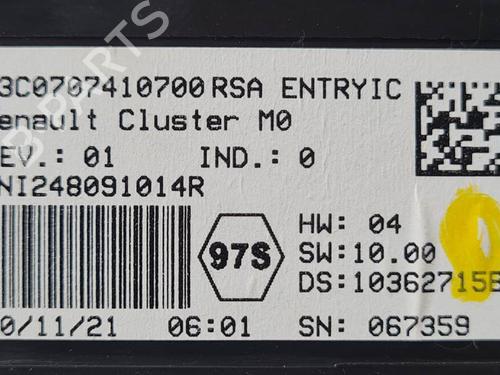 3C0707410700 RSA ENTRYIC
enault Cluster M0
EV.: 01 IND.: 0
NI248091014R
HW: 04
97S
SW:10.00
DS:10362715B
0/11/21 06:01 SN: 067359